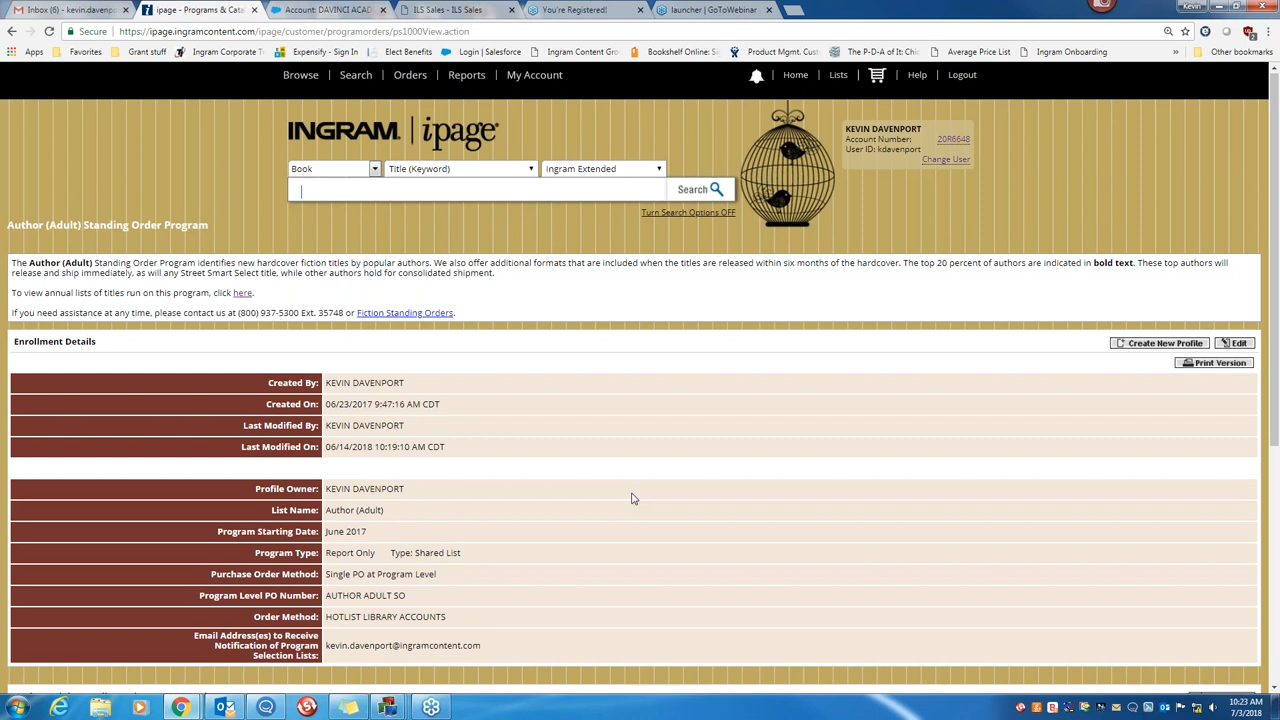 Inbox (6) - kevin.davenpor
ipage - Programs & Cata
Account: DAVINCI ACAD
ILS Sales - ILS Sales
You're Registered!
launcher | GoToWebinar
Kevin
Secure
https://ipage.ingramcontent.com/ipage/customer/programorders/ps1000View.action
Apps
Favorites
Grant stuff
Ingram Corporate T
Expensify - Sign In
Elect Benefits
Login | Salesforce
Ingram Content Grou
Bookshelf Online- S
Product Mgmt. Cust
The P-D-A of It: Chic
Average Price List
Ingram Onboarding
Other bookmarks
Browse
Search
Orders
Reports
My Account
Home
Lists
Help
Logout
INGRAM | ipage
KEVIN DAVENPORT
Account Number: 20R6648
User ID: kdavenport
Change User
Book
Title (Keyword)
Ingram Extended
Search
Turn Search Options OFF
Author (Adult) Standing Order Program
The Author (Adult) Standing Order Program identifies new hardcover fiction titles by popular authors. We also offer additional formats that are included when the titles are released within six months of the hardcover. The top 20 percent of authors are indicated in bold text. These top authors will
release and ship immediately, as will any Street Smart Select title, while other authors hold for consolidated shipment.
To view annual lists of titles run on this program, click here.
If you need assistance at any time, please contact us at (800) 937-5300 Ext. 35748 or Fiction Standing Orders.
Enrollment Details
Create New Profile
Edit
Print Version
Created By: KEVIN DAVENPORT
Created On: 06/23/2017 9:47:16 AM CDT
Last Modified By: KEVIN DAVENPORT
Last Modified On: 06/14/2018 10:19:10 AM CDT
Profile Owner: KEVIN DAVENPORT
List Name: Author (Adult)
Program Starting Date: June 2017
Program Type: Report Only Type: Shared List
Purchase Order Method: Single PO at Program Level
Program Level PO Number: AUTHOR ADULT SO
Order Method: HOTLIST LIBRARY ACCOUNTS
Email Address(es) to Receive
Notification of Program
Selection Lists: kevin.davenport@ingramcontent.com
10:23 AM
7/3/2018